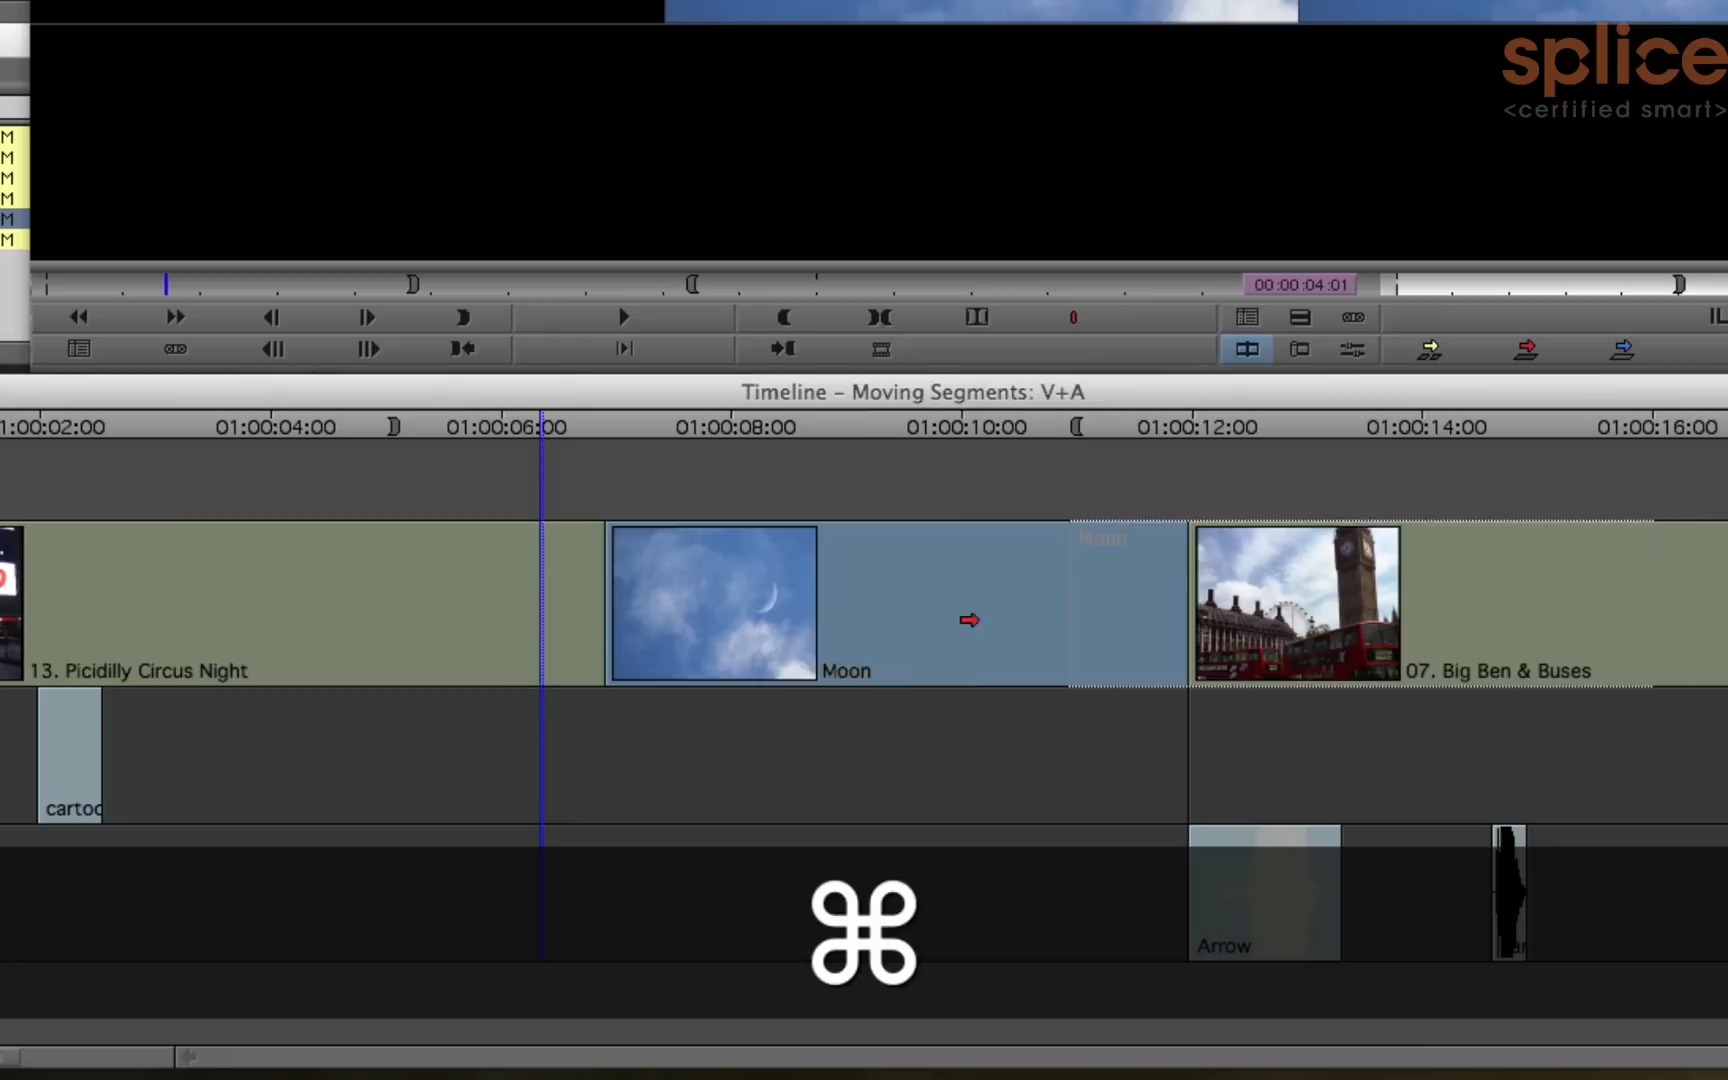 splice
<certified smart>
M
M
M
M
M
M
00:00:04:01
Timeline - Moving Segments: V+A
1:00:02:00
01:00:04:00
01:00:06:00
01:00:08:00
01:00:10:00
01:00:12:00
01:00:14:00
01:00:16:00
Moon
13. Picidilly Circus Night
Moon
07. Big Ben & Buses
cartoo
Arrow